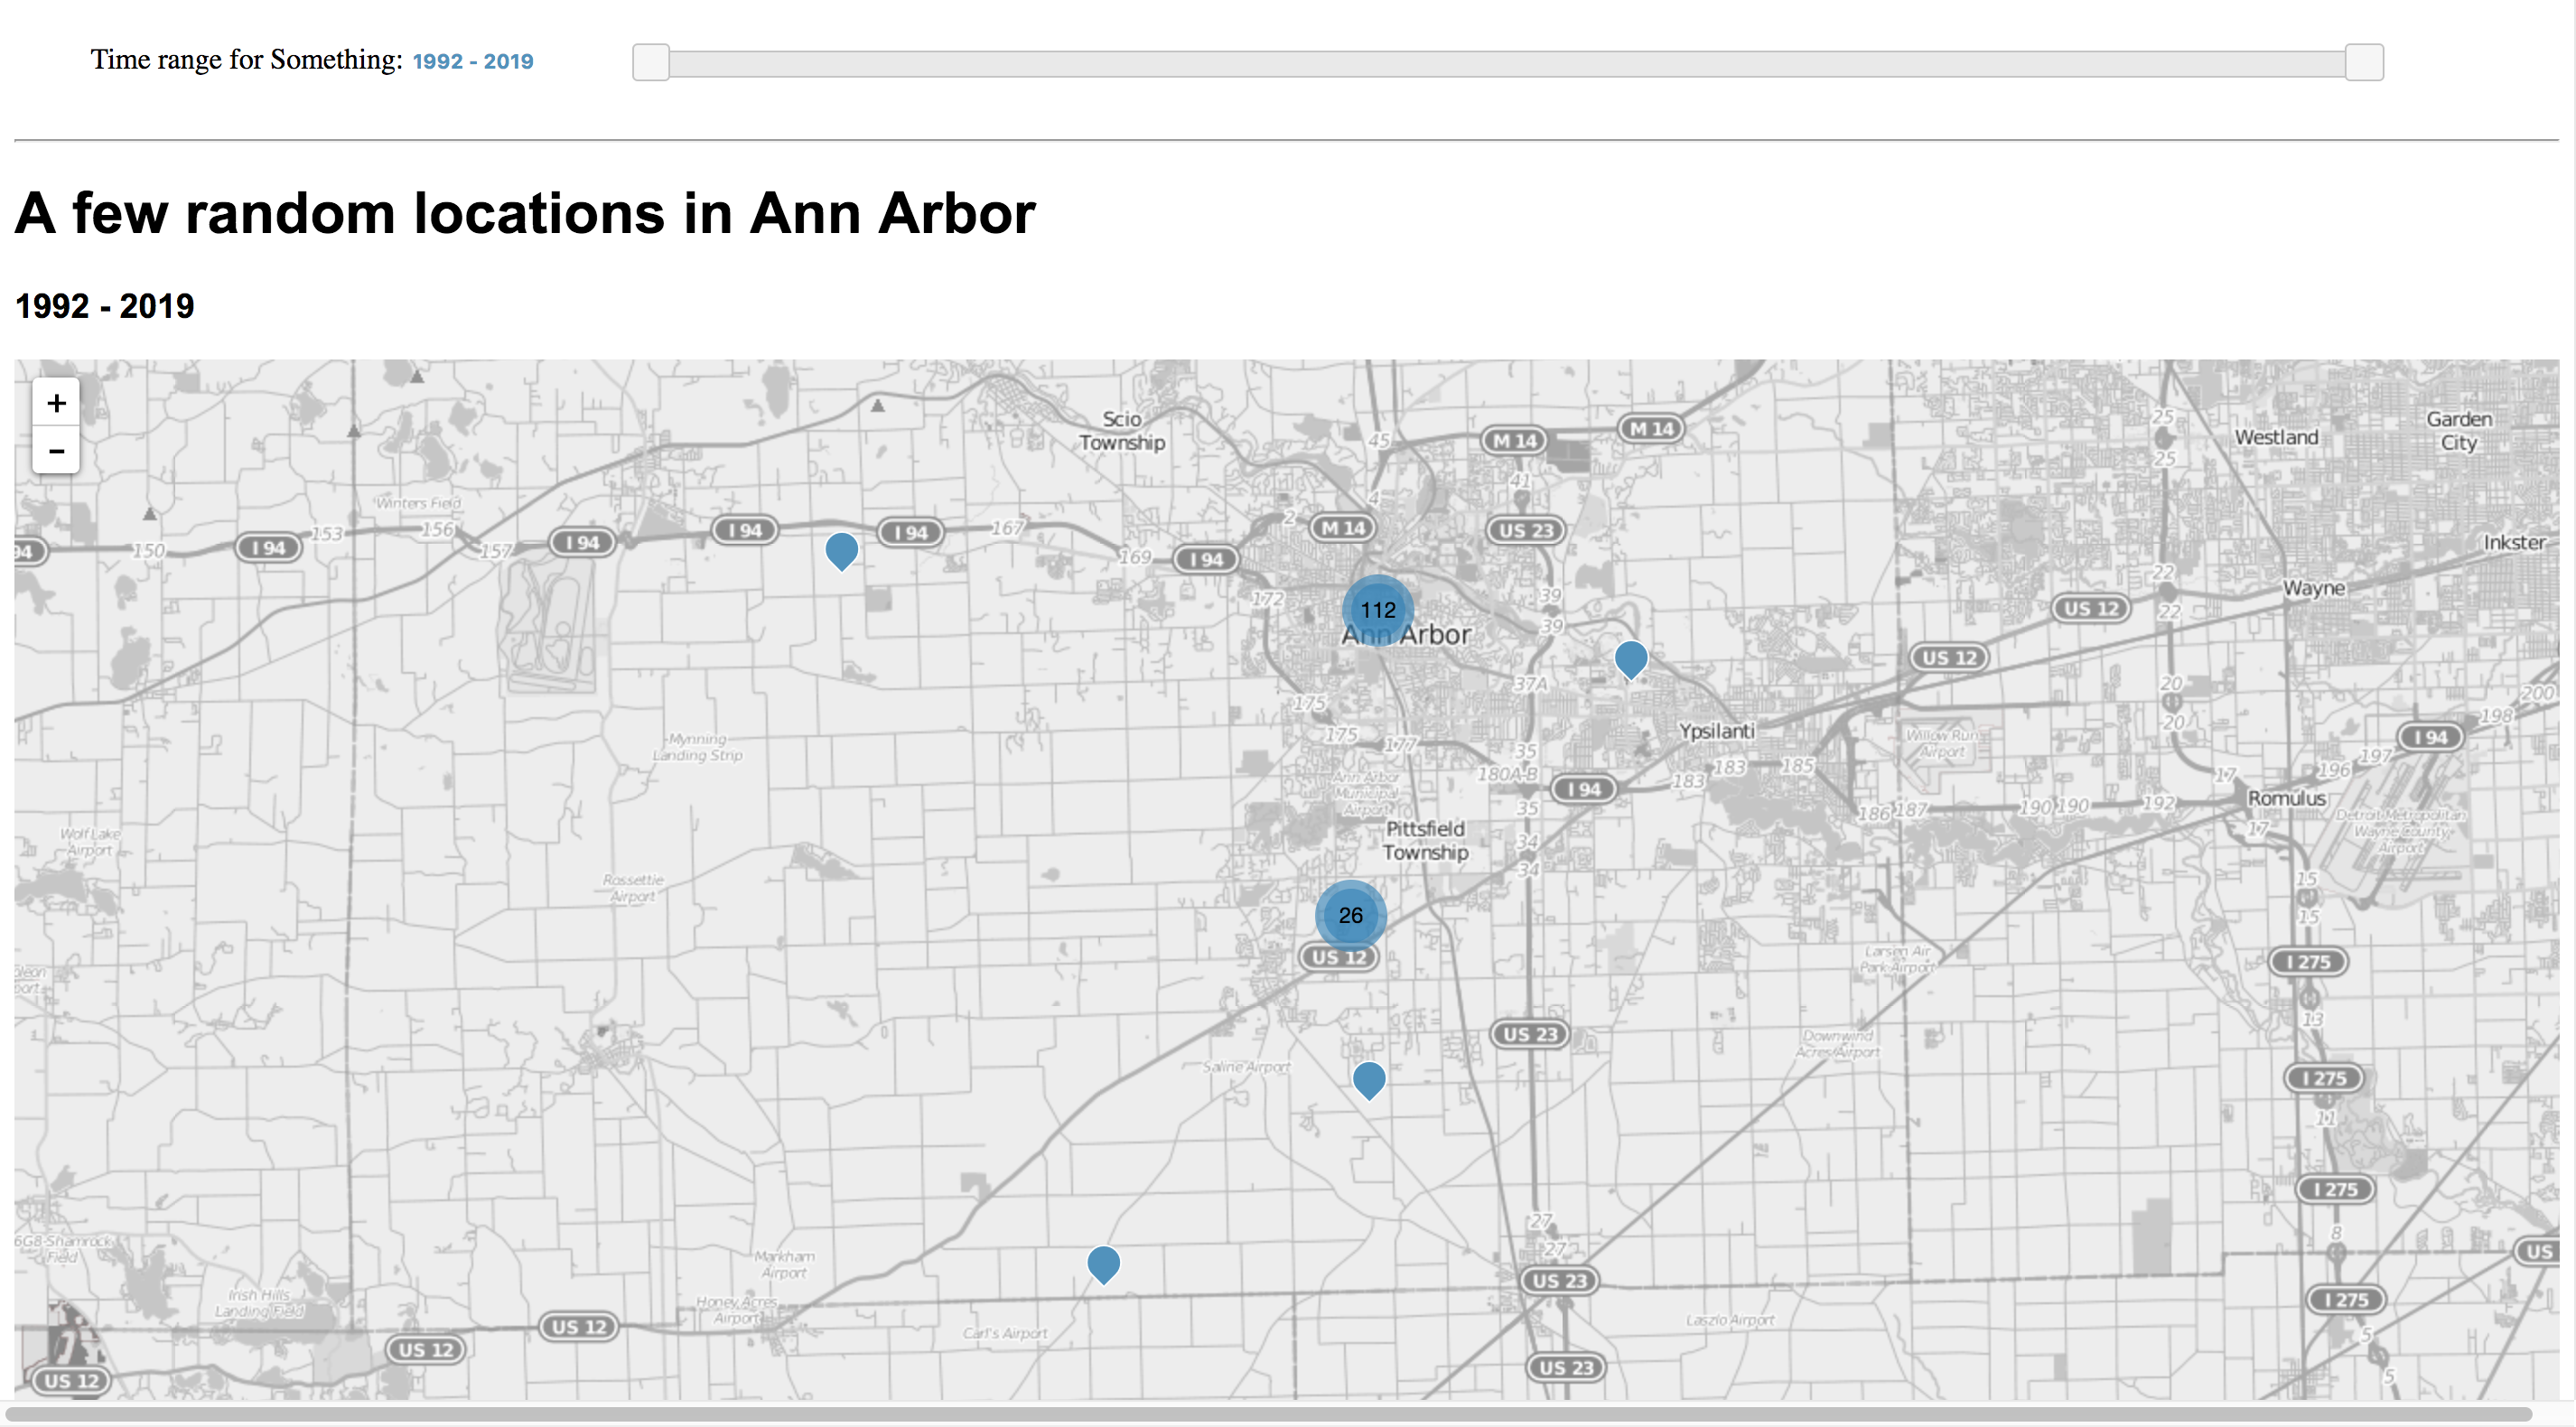 Time range for Something: 1992 - 2019
A few random locations in Ann Arbor
1992 - 2019
+
−
Scio
Township
M 14
M 14
45
41
4
25
25
Westland
Garden
City
Winters Field
94
150
I 94
153
156
157
I 94
I 94
I 94
167
169
I 94
2
M 14
US 23
Inkster
172
112
Ann Arbor
39
39
22
22
US 12
Wayne
US 12
37A
175
175
177
35
180A-B
35
I 94
183
183
185
Ypsilanti
Willow Run
Airport
20
20
200
198
I 94
197
196
17
17
186
187
190
190
192
Romulus
Detroit Metropolitan
Wayne County
Airport
Mynning
Landing Strip
Ann Arbor
Municipal
Airport
Pittsfield
Township
34
34
Wolf Lake
Airport
Rossettie
Airport
15
15
26
US 12
Larsen Air
Park Airport
I 275
13
US 23
Downwind
Acres Airport
Saline Airport
I 275
11
I 275
8
27
27
6G8-Shamrock
Field
Markham
Airport
US 23
US
Irish Hills
Landing Field
Honey Acres
Airport
I 275
US 12
US 12
Carl's Airport
Laszlo Airport
5
5
US 12
US 23